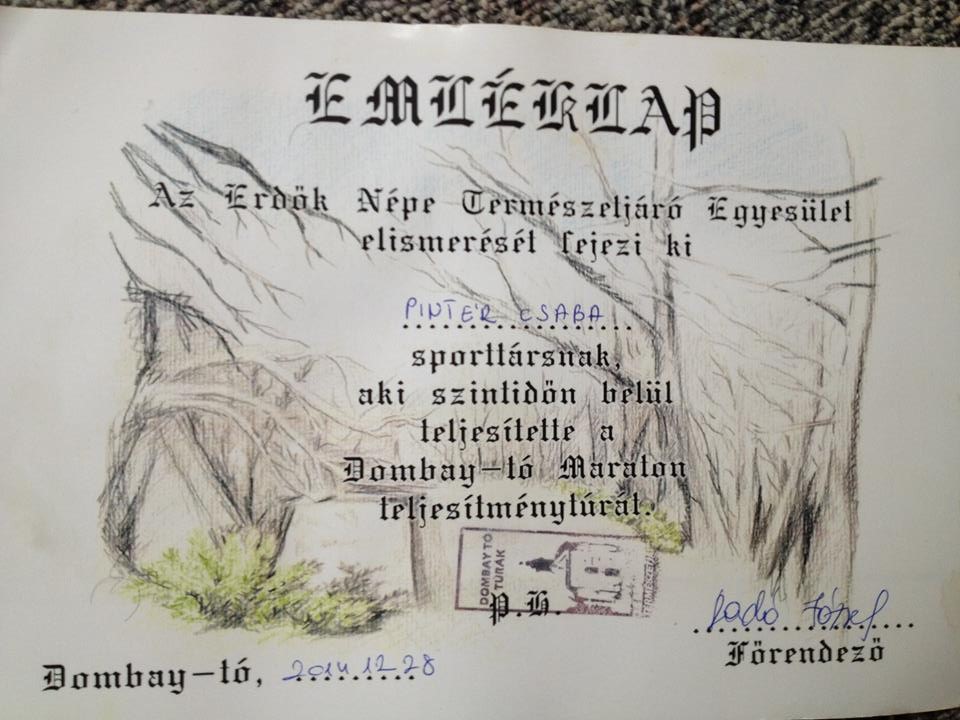 EMLÉKLAP
Az Erdők Népe Természetjáró Egyesület
elismerését fejezi ki
PINTÉR CSABA
sporttársnak,
aki szintidőn belül
teljesítette a
Dombay-tó Maraton
teljesítménytúrát.
DOMBAY TÓ
TÚRÁK
P.H.
József
Főrendező
Dombay-tó, 2014.12.28